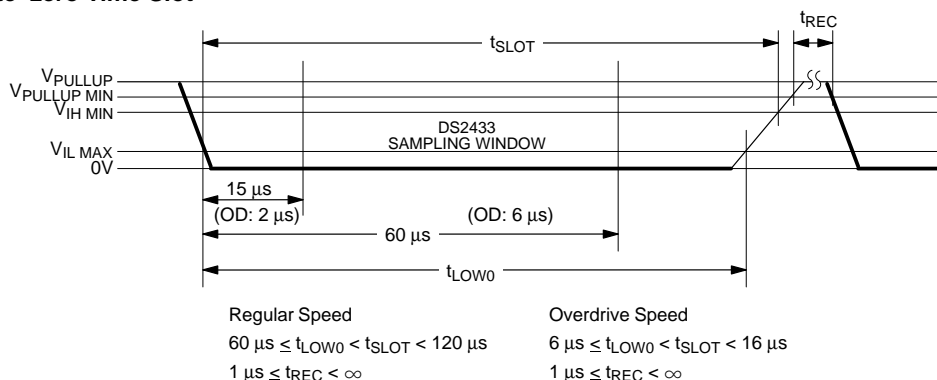 tREC
tSLOT
VPULLUP
VPULLUP MIN
VIH MIN
DS2433
SAMPLING WINDOW
VIL MAX
0V
15 μs
(OD: 2 μs)
(OD: 6 μs)
60 μs
tLOW0
Regular Speed
Overdrive Speed
60 μs ≤ tLOW0 < tSLOT < 120 μs
6 μs ≤ tLOW0 < tSLOT < 16 μs
1 μs ≤ tREC < ∞
1 μs ≤ tREC < ∞